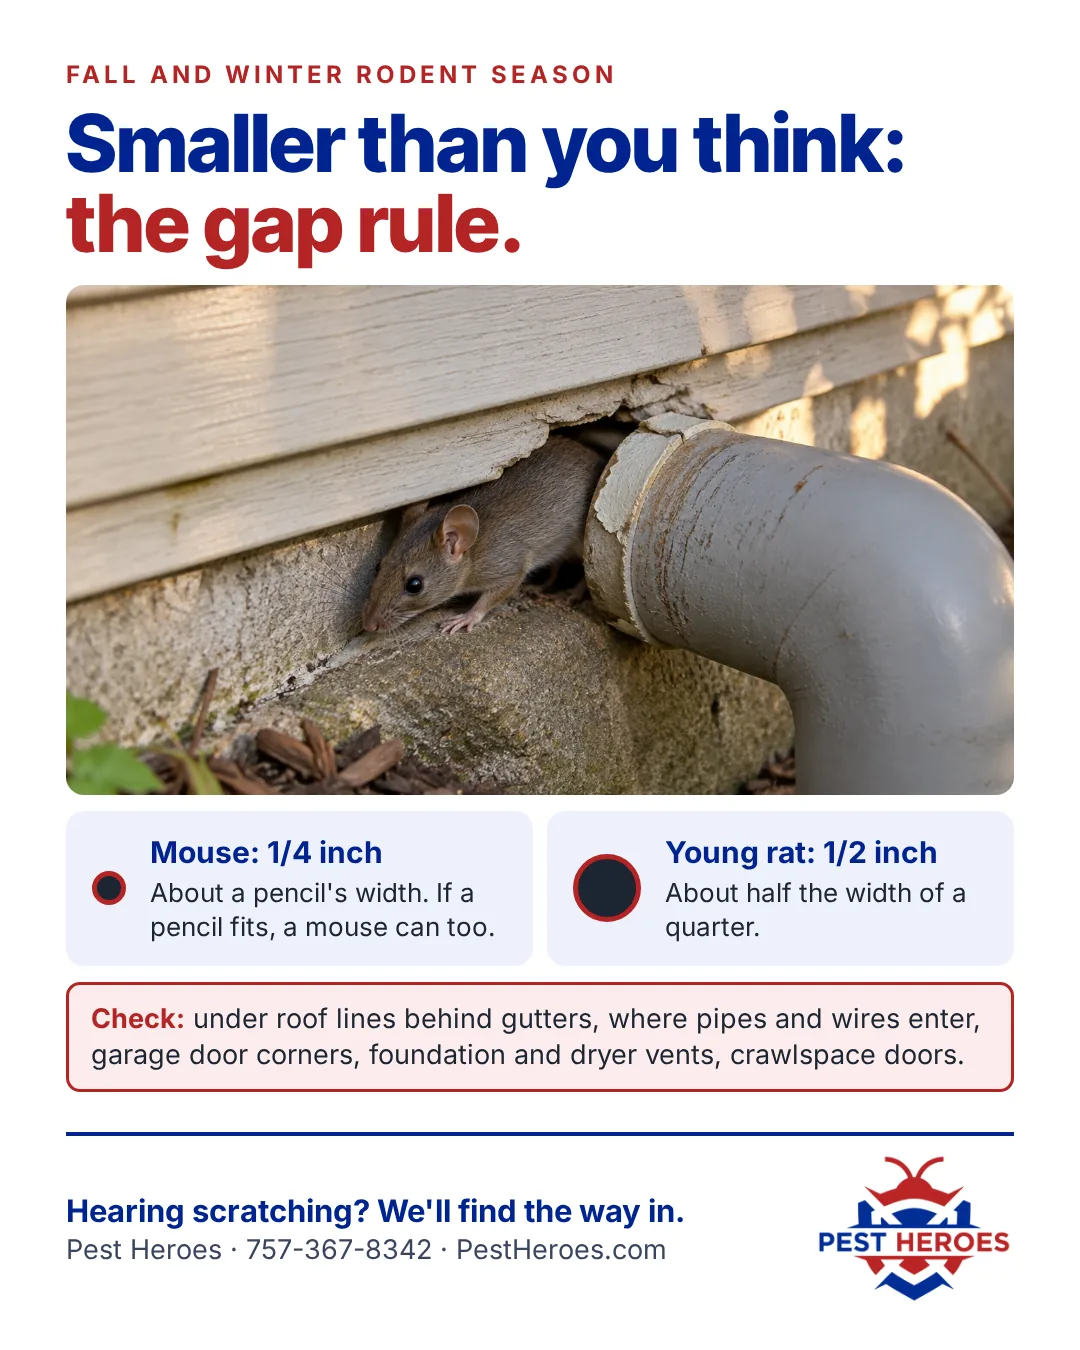 FALL AND WINTER RODENT SEASON
Smaller than you think:
the gap rule.
Mouse: 1/4 inch
About a pencil's width. If a
pencil fits, a mouse can too.
Young rat: 1/2 inch
About half the width of a
quarter.
Check: under roof lines behind gutters, where pipes and wires enter,
garage door corners, foundation and dryer vents, crawlspace doors.
Hearing scratching? We'll find the way in.
Pest Heroes · 757-367-8342 · PestHeroes.com
PEST HEROES